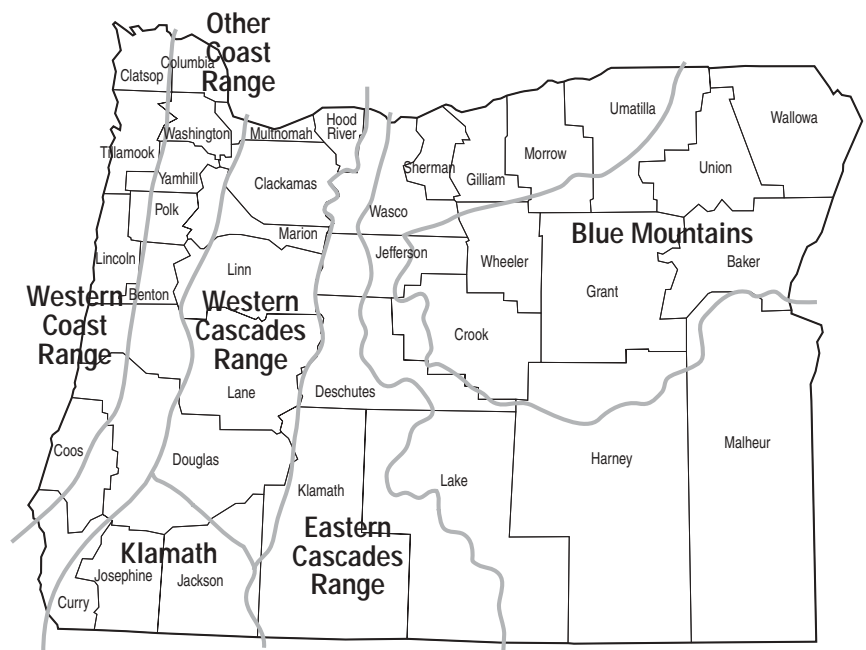 Other
Coast
Range
Columbia
Clatsop
Washington
Tillamook
Multnomah
Hood
River
Yamhill
Clackamas
Polk
Marion
Sherman
Gilliam
Morrow
Umatilla
Union
Wallowa
Wasco
Jefferson
Wheeler
Blue Mountains
Baker
Grant
Lincoln
Benton
Linn
Western
Coast
Range
Western
Cascades
Range
Crook
Lane
Deschutes
Coos
Douglas
Klamath
Lake
Harney
Malheur
Eastern
Cascades
Range
Klamath
Josephine
Jackson
Curry